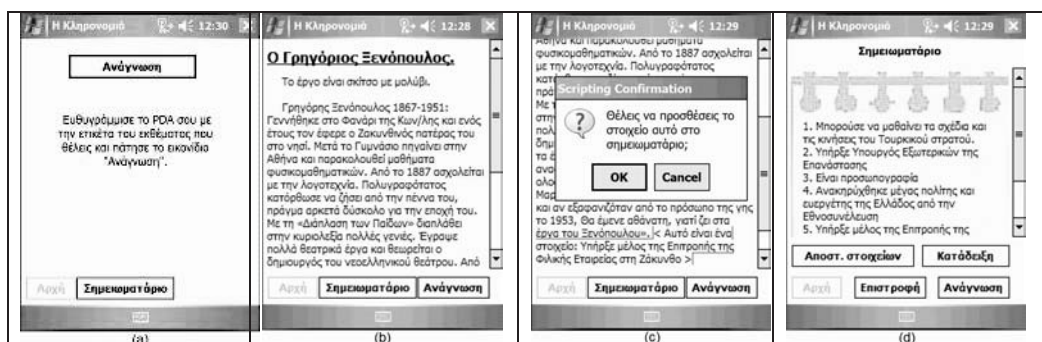 Η Κληρονομιά 12:30
Ανάγνωση
Ευθυγράμμισε το PDA σου με
την ετικέτα του εκθέματος που
θέλεις και πάτησε το εικονίδιο
"Ανάγνωση".
Αρχή Σημειωματάριο
(a)
Η Κληρονομιά 12:28
Ο Γρηγόριος Ξενόπουλος.
Το έργο είναι σκίτσο με μολύβι.
Γρηγόρης Ξενόπουλος 1867-1951:
Γεννήθηκε στο Φανάρι της Κων/λης και ενός
έτους τον έφερε ο Ζακυνθινός πατέρας του
στο νησί. Μετά το Γυμνάσιο πηγαίνει στην
Αθήνα και παρακολουθεί μαθήματα
φυσικομαθηματικών. Από το 1887 ασχολείται
με την λογοτεχνία. Πολυγραφότατος
κατόρθωσε να ζήσει από την πέννα του,
πράγμα αρκετά δύσκολο για την εποχή του.
Με τη «Διάπλαση των Παίδων» διαπλάθει
στην κυριολεξία πολλές γενιές. Έγραψε
πολλά θεατρικά έργα και θεωρείται ο
δημιουργός του νεοελληνικού θεάτρου. Από
Αρχή Σημειωματάριο Ανάγνωση
(b)
Η Κληρονομιά 12:29
Αθήνα και παρακολουθεί μαθήματα
φυσικομαθηματικών. Από το 1887 ασχολείται
με την λογοτεχνία. Πολυγραφότατος
Scripting Confirmation
Θέλεις να προσθέσεις το
στοιχείο αυτό στο
σημειωματάριο;
OK Cancel
και αν εξαφανιζόταν από το πρόσωπο της γης
το 1953, Θα έμενε αθάνατη, γιατί ζει στα
έργα του Ξενόπουλου». < Αυτό είναι ένα
στοιχείο: Υπήρξε μέλος της Επιτροπής της
Φιλικής Εταιρείας στη Ζάκυνθο >
Αρχή Σημειωματάριο Ανάγνωση
(c)
Η Κληρονομιά 12:29
Σημειωματάριο
1. Μπορούσε να μαθαίνει τα σχέδια και
τις κινήσεις του Τουρκικού στρατού.
2. Υπήρξε Υπουργός Εξωτερικών της
Επανάστασης
3. Είναι προσωπογραφία
4. Ανακηρύχθηκε μέγας πολίτης και
ευεργέτης της Ελλάδος από την
Εθνοσυνέλευση
5. Υπήρξε μέλος της Επιτροπής της
Αποστ. στοιχείων Κατάδειξη
Αρχή Επιστροφή Ανάγνωση
(d)